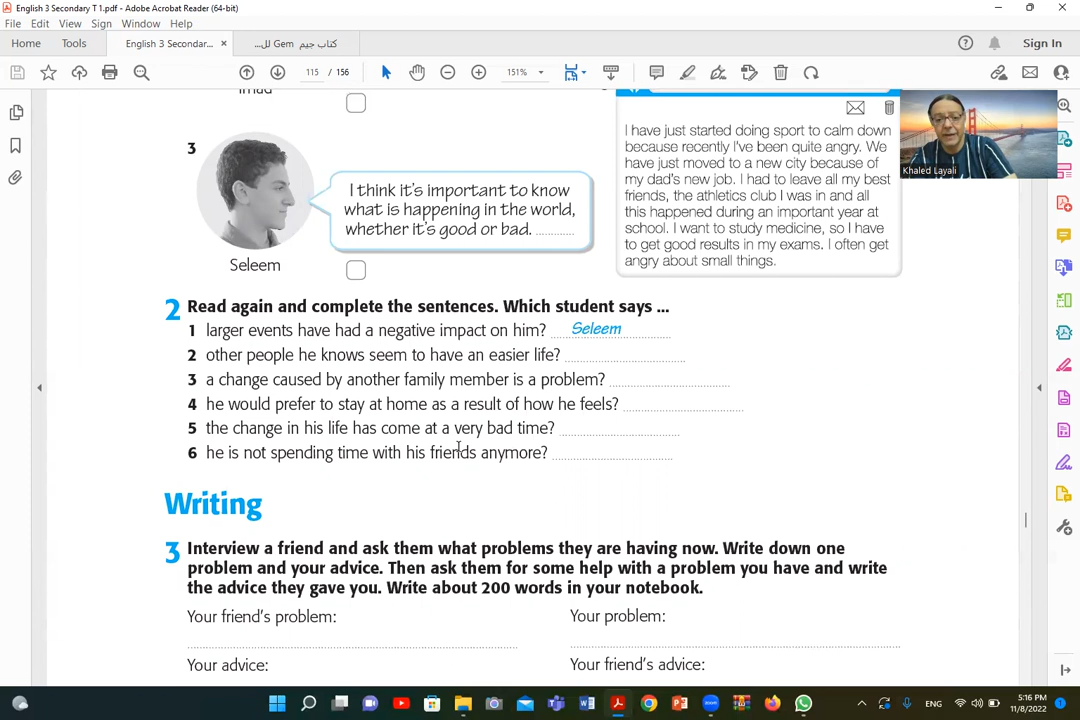 English 3 Secondary T 1.pdf - Adobe Acrobat Reader (64-bit)
File Edit View Sign Window Help
Home Tools English 3 Secondar... × كتاب جيم Gem لل... Sign In
115 / 156 151%
3
I think it's important to know
what is happening in the world,
whether it's good or bad. ............
Seleem
I have just started doing sport to calm down
because recently I've been quite angry. We
have just moved to a new city because of
my dad's new job. I had to leave all my best
friends, the athletics club I was in and all
this happened during an important year at
school. I want to study medicine, so I have
to get good results in my exams. I often get
angry about small things.
Khaled Layali
2 Read again and complete the sentences. Which student says ...
1 larger events have had a negative impact on him? Seleem
2 other people he knows seem to have an easier life?
3 a change caused by another family member is a problem?
4 he would prefer to stay at home as a result of how he feels?
5 the change in his life has come at a very bad time?
6 he is not spending time with his friends anymore?
Writing
3 Interview a friend and ask them what problems they are having now. Write down one
problem and your advice. Then ask them for some help with a problem you have and write
the advice they gave you. Write about 200 words in your notebook.
Your friend's problem: Your problem:
Your advice: Your friend's advice:
ENG 5:16 PM
11/8/2022